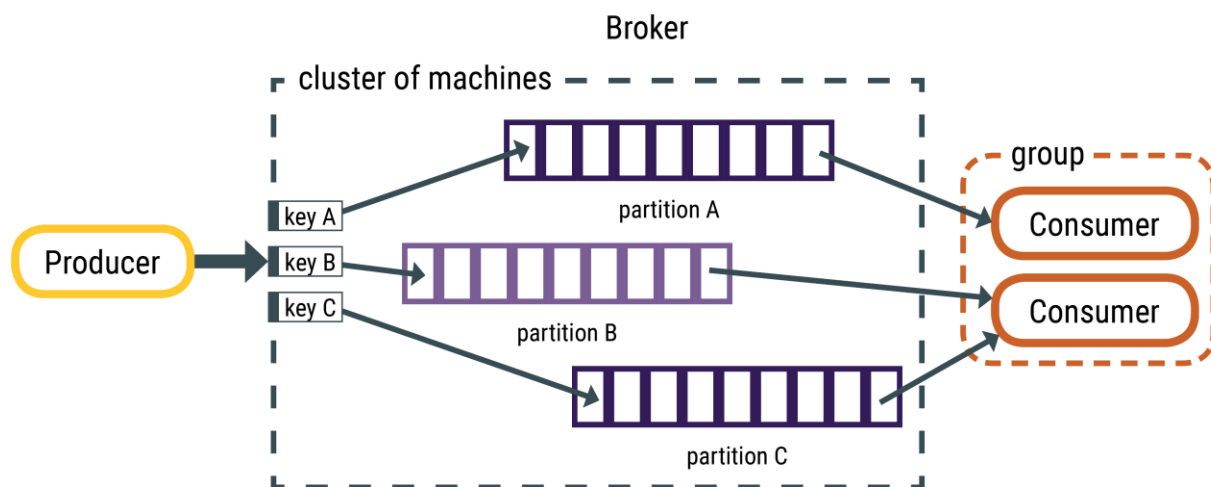 Broker
cluster of machines
group
key A
partition A
Consumer
Producer
key B
key C
partition B
Consumer
partition C